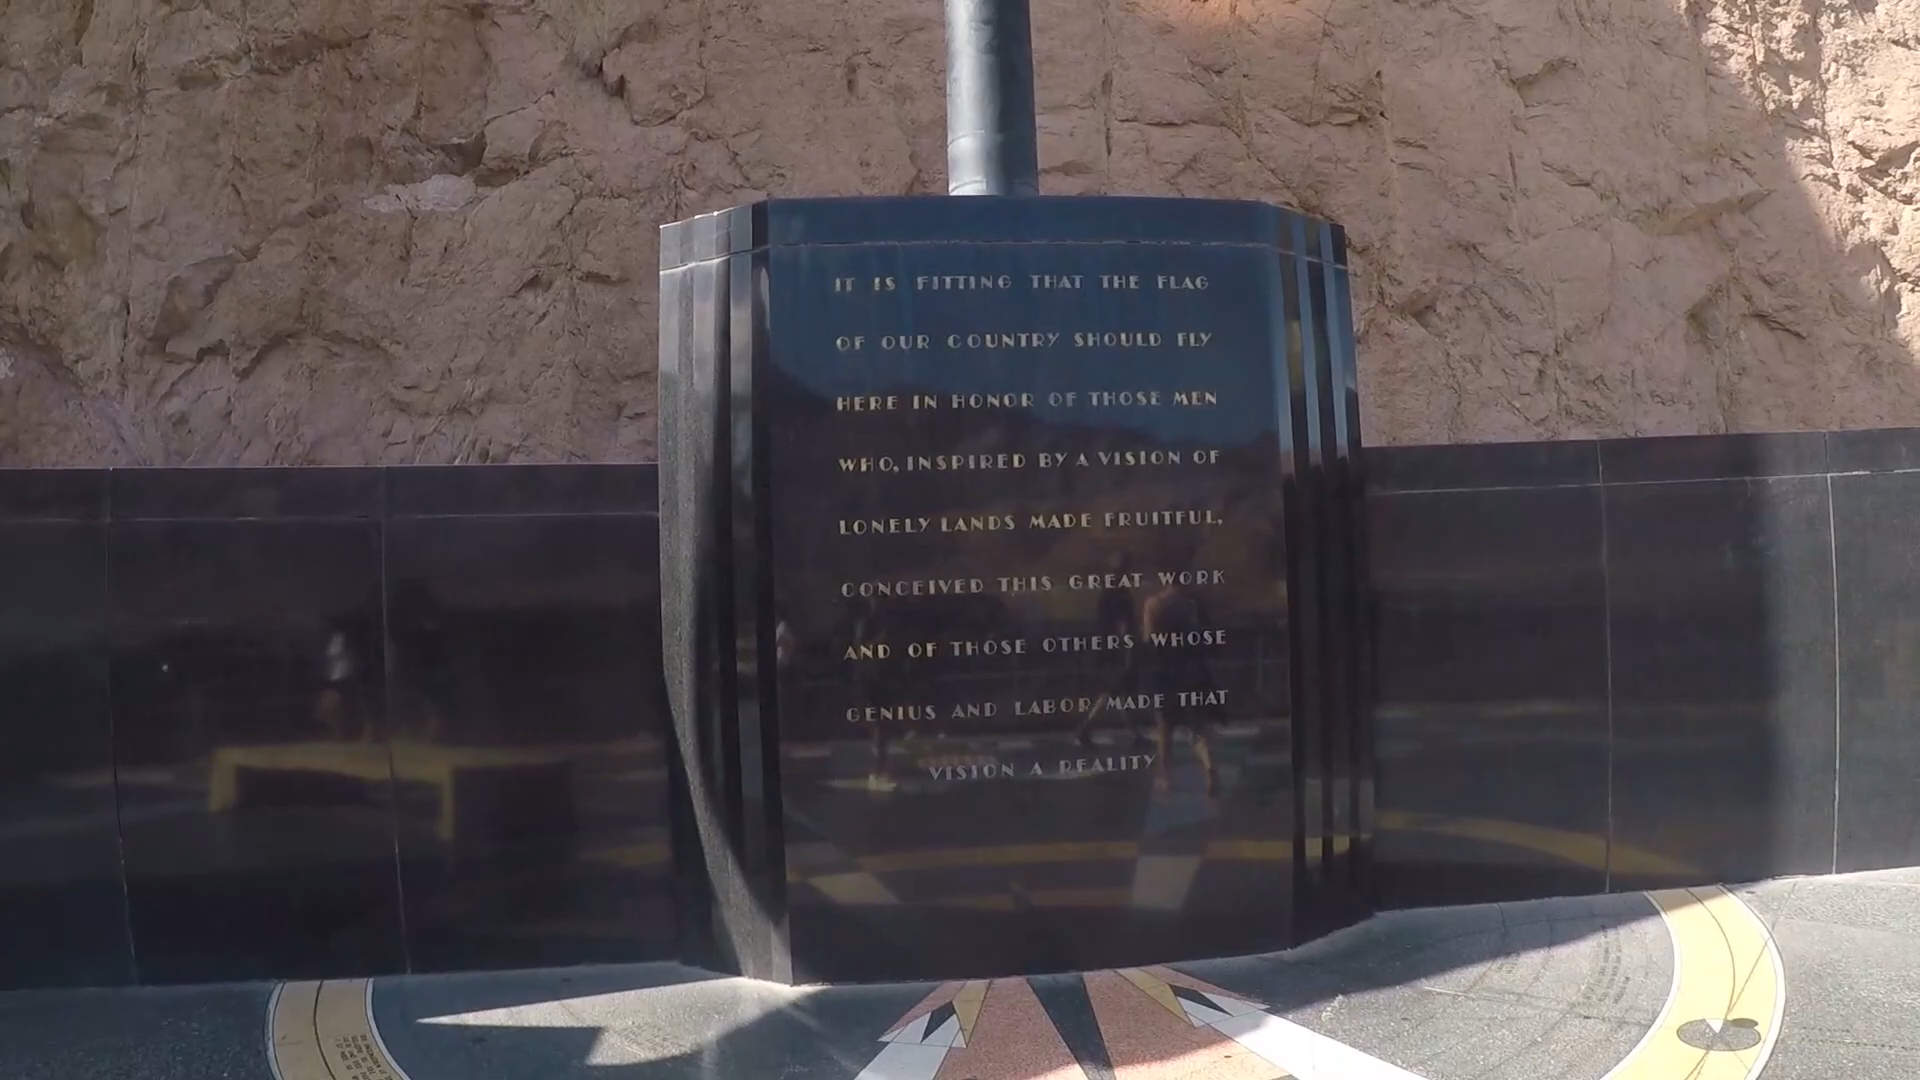 IT IS FITTING THAT THE FLAG
OF OUR COUNTRY SHOULD FLY
HERE IN HONOR OF THOSE MEN
WHO, INSPIRED BY A VISION OF
LONELY LANDS MADE FRUITFUL,
CONCEIVED THIS GREAT WORK
AND OF THOSE OTHERS WHOSE
GENIUS AND LABOR MADE THAT
VISION A REALITY